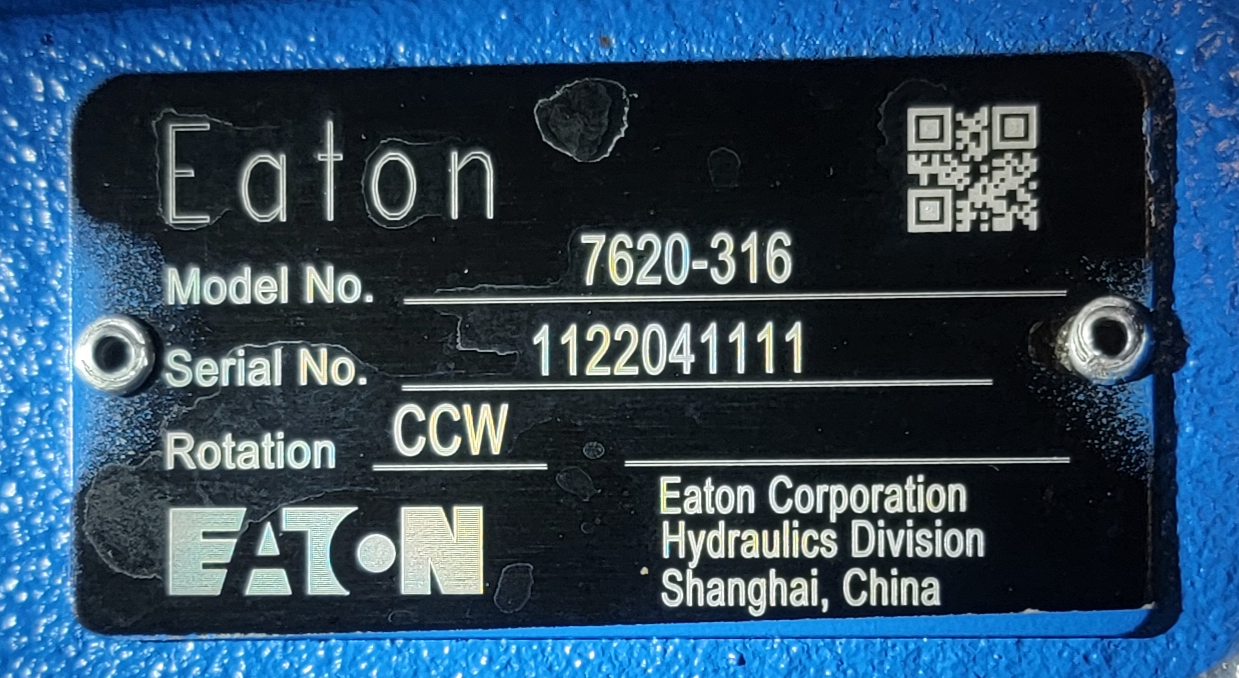 Eaton
Model No. 7620-316
Serial No. 1122041111
Rotation CCW
EATON
Eaton Corporation
Hydraulics Division
Shanghai, China